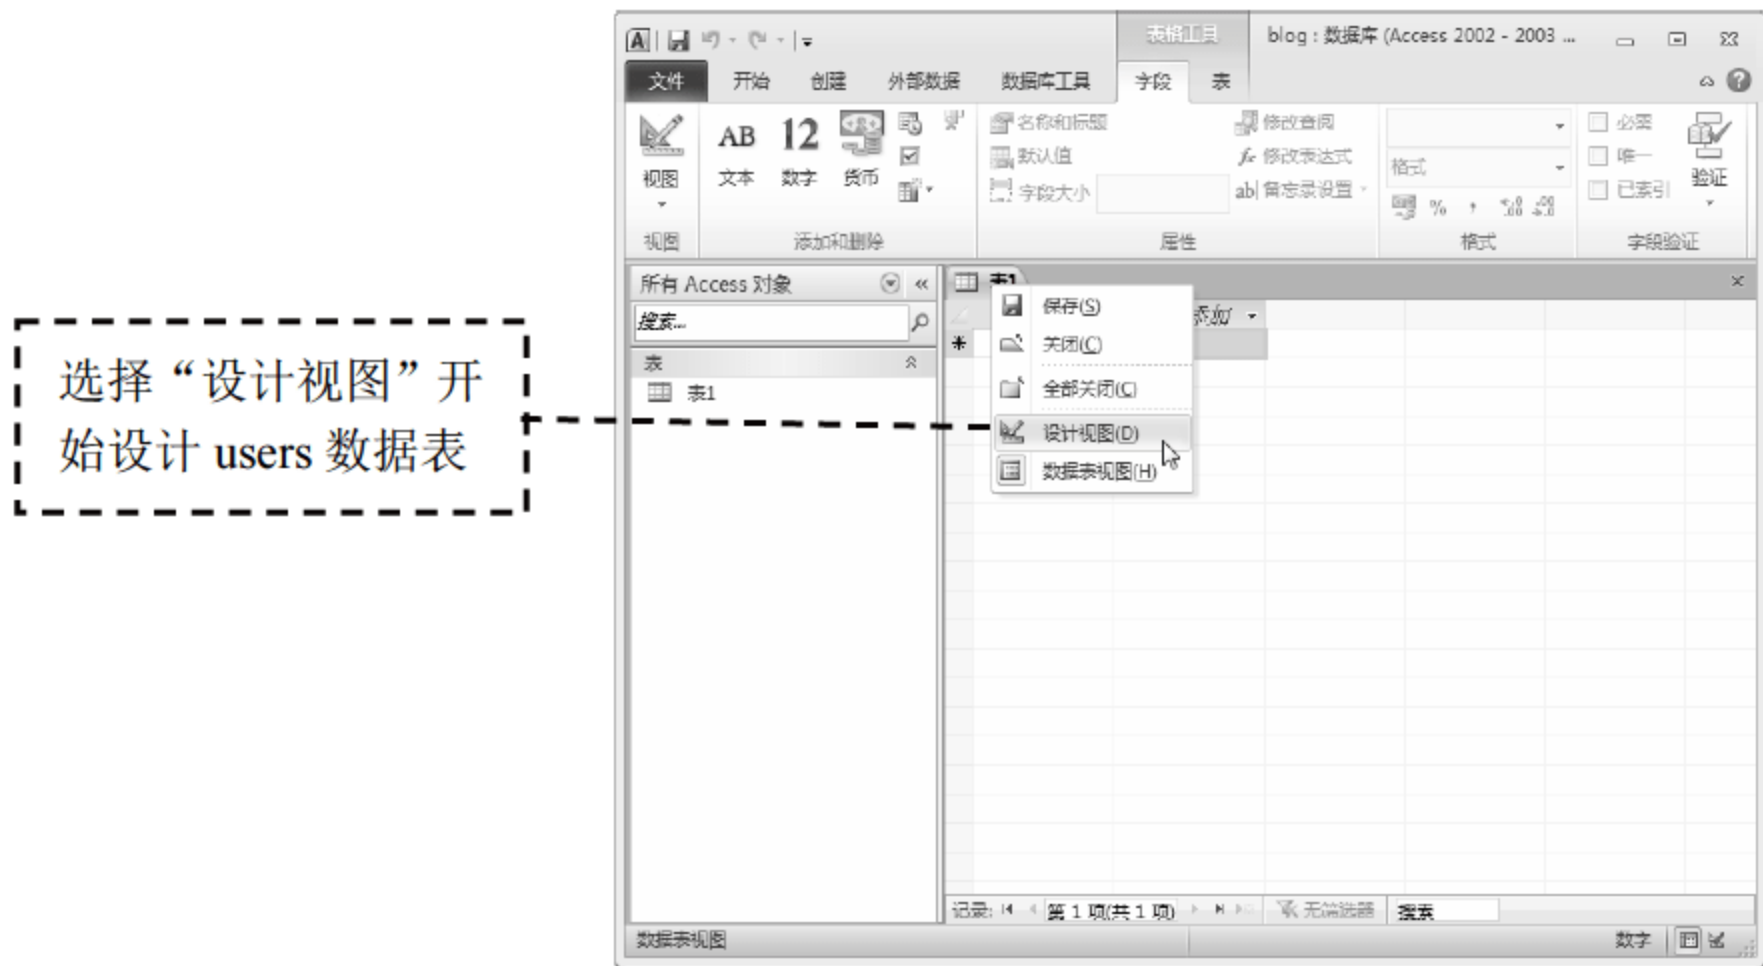 选择“设计视图”开
始设计 users 数据表
表格工具
blog : 数据库 (Access 2002 - 2003 ...
文件 开始 创建 外部数据 数据库工具 字段 表
视图
AB 文本
12 数字
货币
名称和标题
默认值
字段大小
修改查阅
fx 修改表达式
ab| 备忘录设置
格式
% , .00 .00
必需
唯一
已索引
验证
视图 添加和删除 属性 格式 字段验证
所有 Access 对象 «
搜索...
表
表1
表1
添加
保存(S)
关闭(C)
全部关闭(C)
设计视图(D)
数据表视图(H)
记录: 第 1 项(共 1 项) 无筛选器 搜索
数据表视图 数字